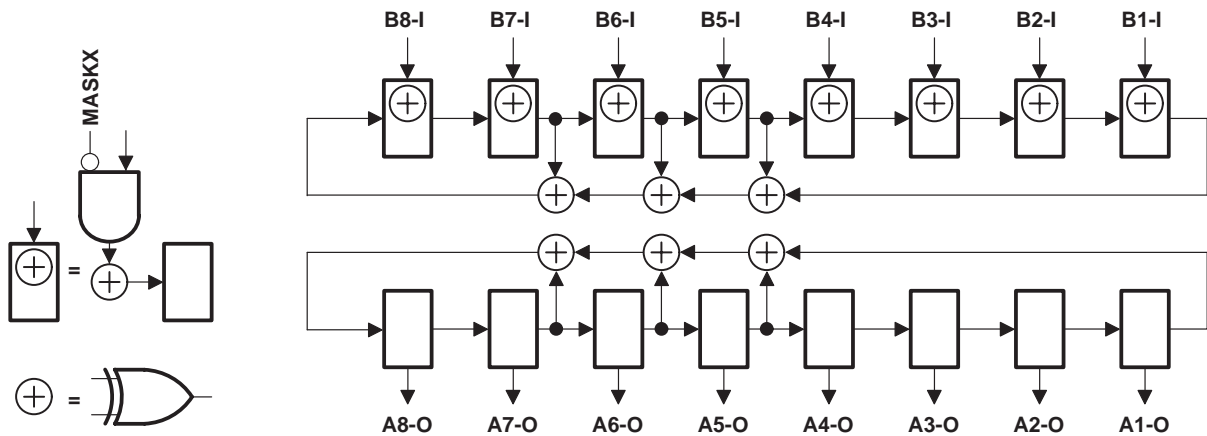 B8-I B7-I B6-I B5-I B4-I B3-I B2-I B1-I
MASKX
=
=
A8-O A7-O A6-O A5-O A4-O A3-O A2-O A1-O